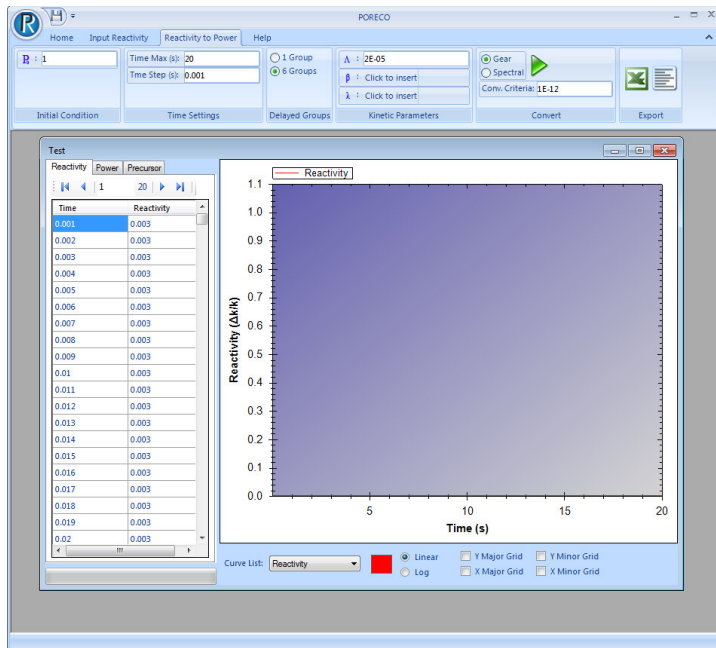 PORECO
R
Home Input Reactivity Reactivity to Power Help
P₀ : 1
Time Max (s): 20
Tme Step (s): 0.001
1 Group
6 Groups
Λ : 2E-05
β : Click to insert
λ : Click to insert
Gear
Spectral
Conv. Criteria: 1E-12
Initial Condition Time Settings Delayed Groups Kinetic Parameters Convert Export
Test
Reactivity Power Precursor
1 20
Time Reactivity
0.001 0.003
0.002 0.003
0.003 0.003
0.004 0.003
0.005 0.003
0.006 0.003
0.007 0.003
0.008 0.003
0.009 0.003
0.01 0.003
0.011 0.003
0.012 0.003
0.013 0.003
0.014 0.003
0.015 0.003
0.016 0.003
0.017 0.003
0.018 0.003
0.019 0.003
0.02 0.003
Reactivity
1.1
1.0
0.9
0.8
0.7
0.6
0.5
0.4
0.3
0.2
0.1
0.0
Reactivity (Δk/k)
5 10 15 20
Time (s)
Curve List: Reactivity
Linear
Log
Y Major Grid Y Minor Grid
X Major Grid X Minor Grid